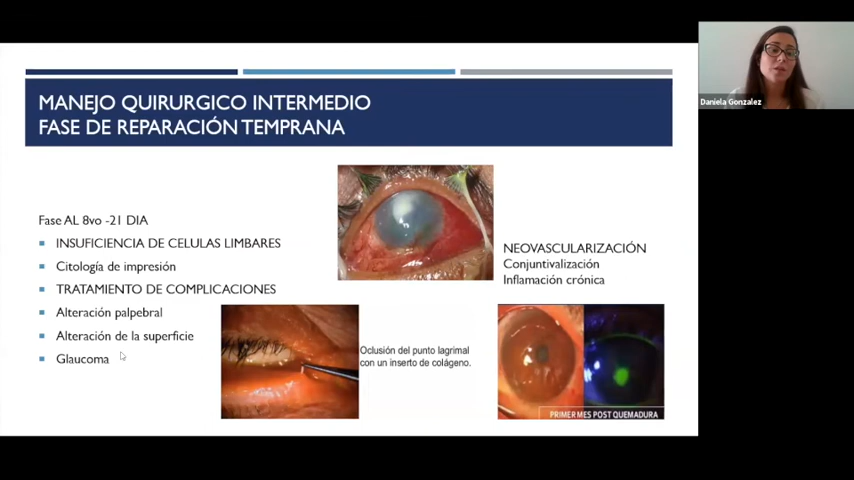 MANEJO QUIRURGICO INTERMEDIO
FASE DE REPARACIÓN TEMPRANA
Fase AL 8vo -21 DIA
INSUFICIENCIA DE CELULAS LIMBARES
Citología de impresión
TRATAMIENTO DE COMPLICACIONES
Alteración palpebral
Alteración de la superficie
Glaucoma
Oclusión del punto lagrimal
con un inserto de colágeno.
NEOVASCULARIZACIÓN
Conjuntivalización
Inflamación crónica
PRIMER MES POST QUEMADURA
Daniela Gonzalez